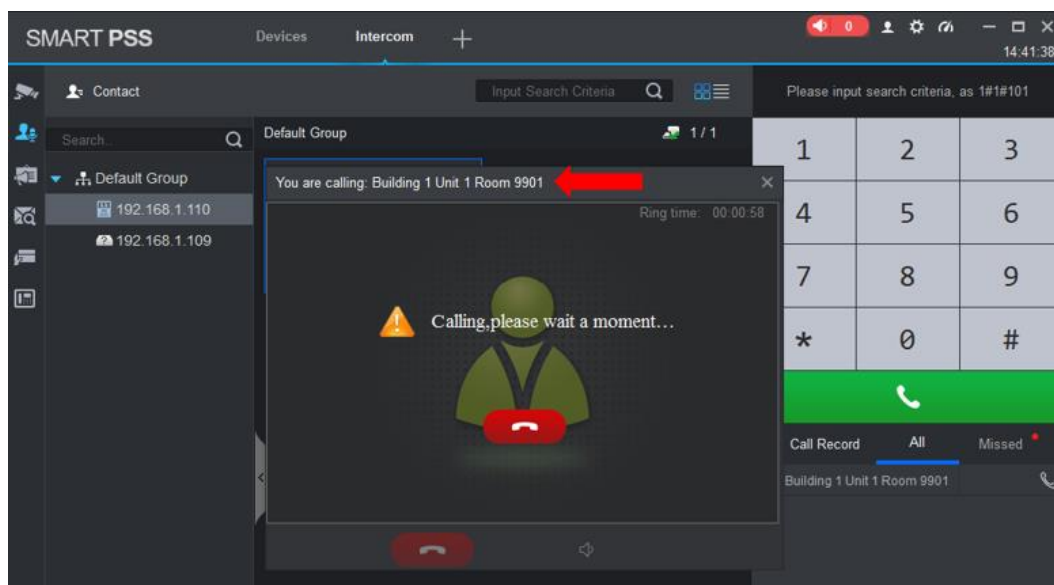 SMART PSS
Devices
Intercom
0
14:41:38
Contact
Input Search Criteria
Please input search criteria, as 1#1#101
Search..
Default Group
1 / 1
Default Group
192.168.1.110
192.168.1.109
You are calling: Building 1 Unit 1 Room 9901
Ring time: 00:00:58
Calling,please wait a moment...
1 2 3
4 5 6
7 8 9
* 0 #
Call Record
All
Missed
Building 1 Unit 1 Room 9901